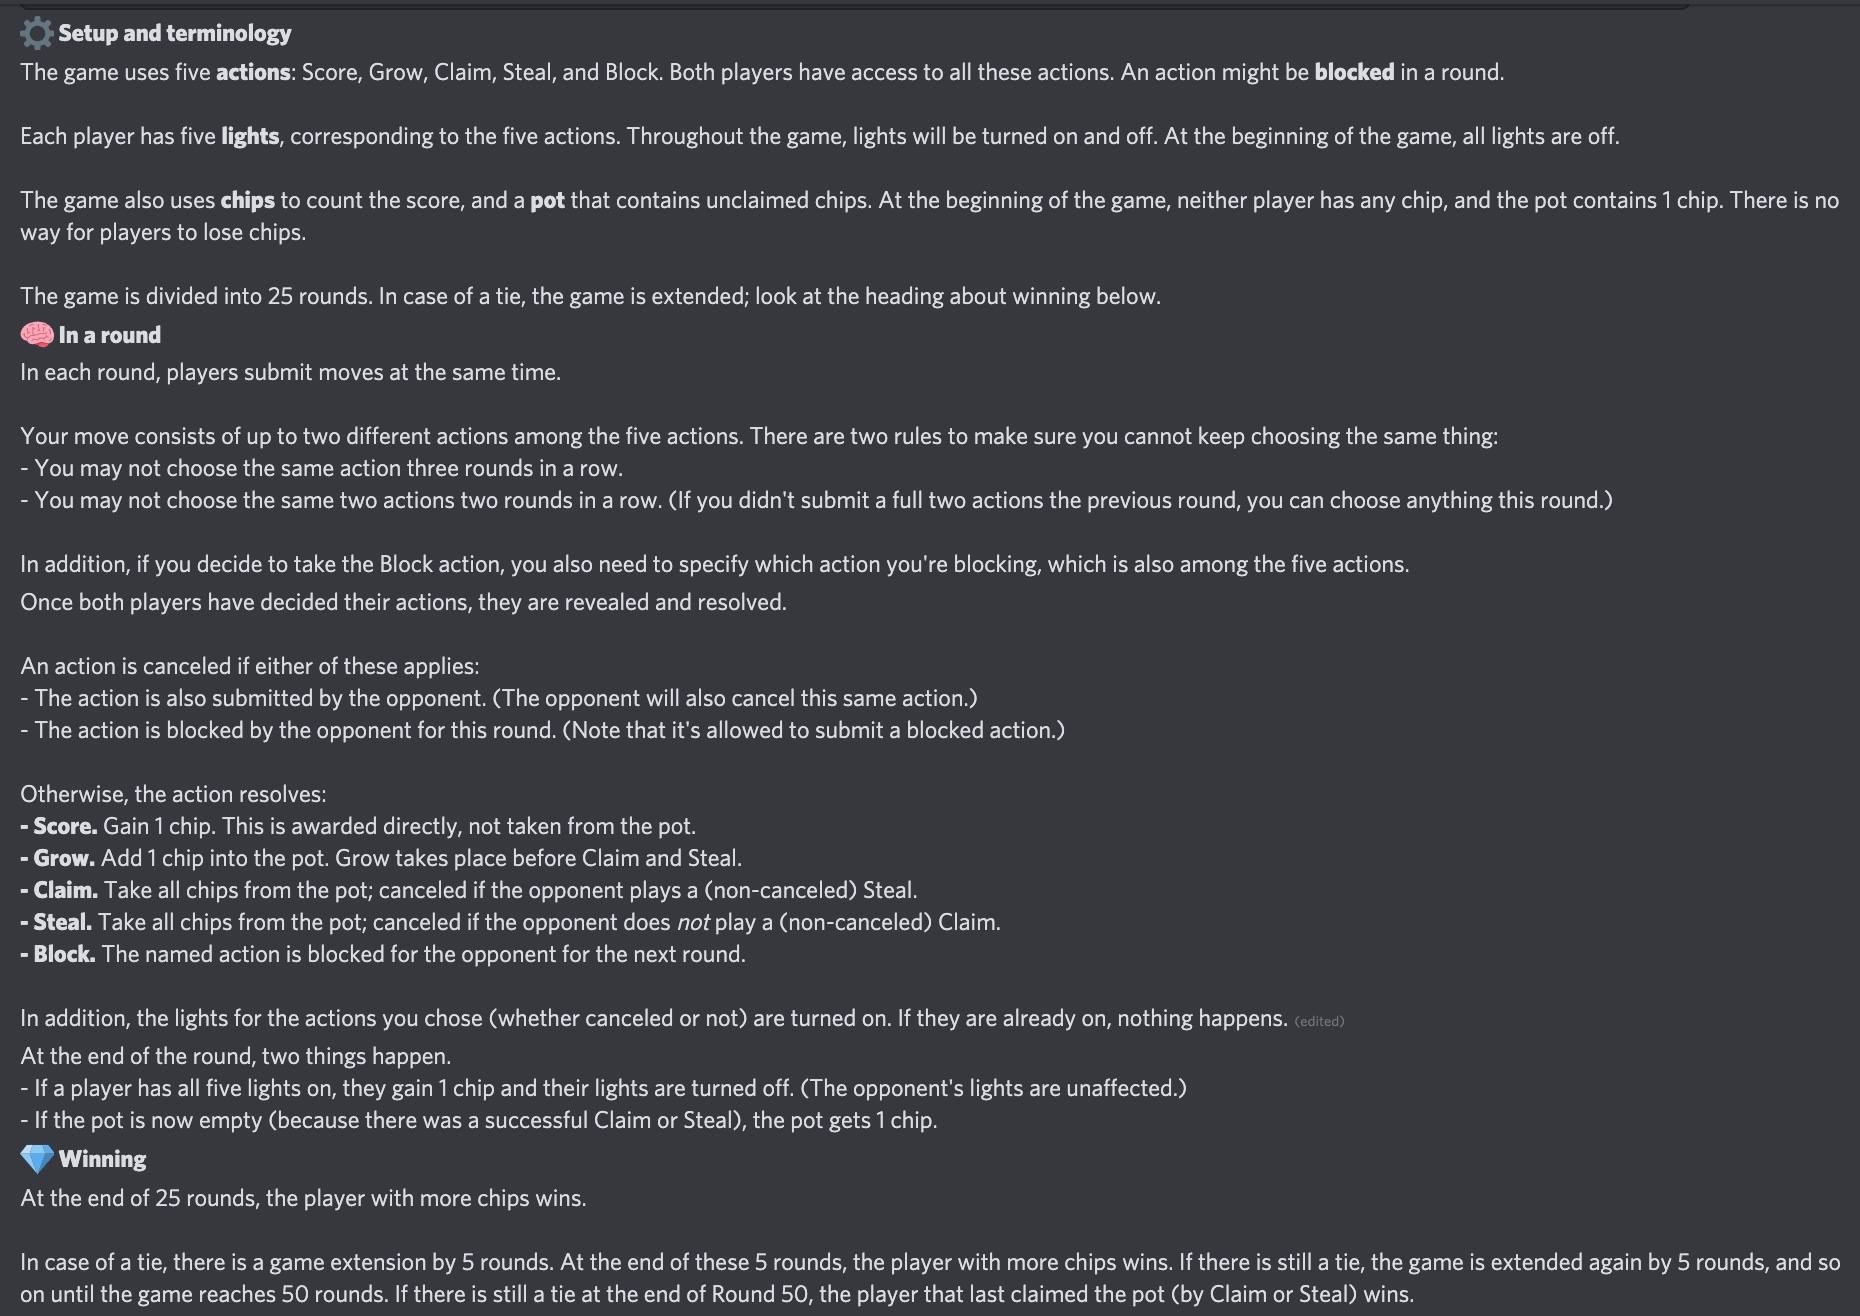 Setup and terminology
The game uses five actions: Score, Grow, Claim, Steal, and Block. Both players have access to all these actions. An action might be blocked in a round.
Each player has five lights, corresponding to the five actions. Throughout the game, lights will be turned on and off. At the beginning of the game, all lights are off.
The game also uses chips to count the score, and a pot that contains unclaimed chips. At the beginning of the game, neither player has any chip, and the pot contains 1 chip. There is no
way for players to lose chips.
The game is divided into 25 rounds. In case of a tie, the game is extended; look at the heading about winning below.
In a round
In each round, players submit moves at the same time.
Your move consists of up to two different actions among the five actions. There are two rules to make sure you cannot keep choosing the same thing:
- You may not choose the same action three rounds in a row.
- You may not choose the same two actions two rounds in a row. (If you didn't submit a full two actions the previous round, you can choose anything this round.)
In addition, if you decide to take the Block action, you also need to specify which action you're blocking, which is also among the five actions.
Once both players have decided their actions, they are revealed and resolved.
An action is canceled if either of these applies:
- The action is also submitted by the opponent. (The opponent will also cancel this same action.)
- The action is blocked by the opponent for this round. (Note that it's allowed to submit a blocked action.)
Otherwise, the action resolves:
- Score. Gain 1 chip. This is awarded directly, not taken from the pot.
- Grow. Add 1 chip into the pot. Grow takes place before Claim and Steal.
- Claim. Take all chips from the pot; canceled if the opponent plays a (non-canceled) Steal.
- Steal. Take all chips from the pot; canceled if the opponent does not play a (non-canceled) Claim.
- Block. The named action is blocked for the opponent for the next round.
In addition, the lights for the actions you chose (whether canceled or not) are turned on. If they are already on, nothing happens. (edited)
At the end of the round, two things happen.
- If a player has all five lights on, they gain 1 chip and their lights are turned off. (The opponent's lights are unaffected.)
- If the pot is now empty (because there was a successful Claim or Steal), the pot gets 1 chip.
Winning
At the end of 25 rounds, the player with more chips wins.
In case of a tie, there is a game extension by 5 rounds. At the end of these 5 rounds, the player with more chips wins. If there is still a tie, the game is extended again by 5 rounds, and so
on until the game reaches 50 rounds. If there is still a tie at the end of Round 50, the player that last claimed the pot (by Claim or Steal) wins.